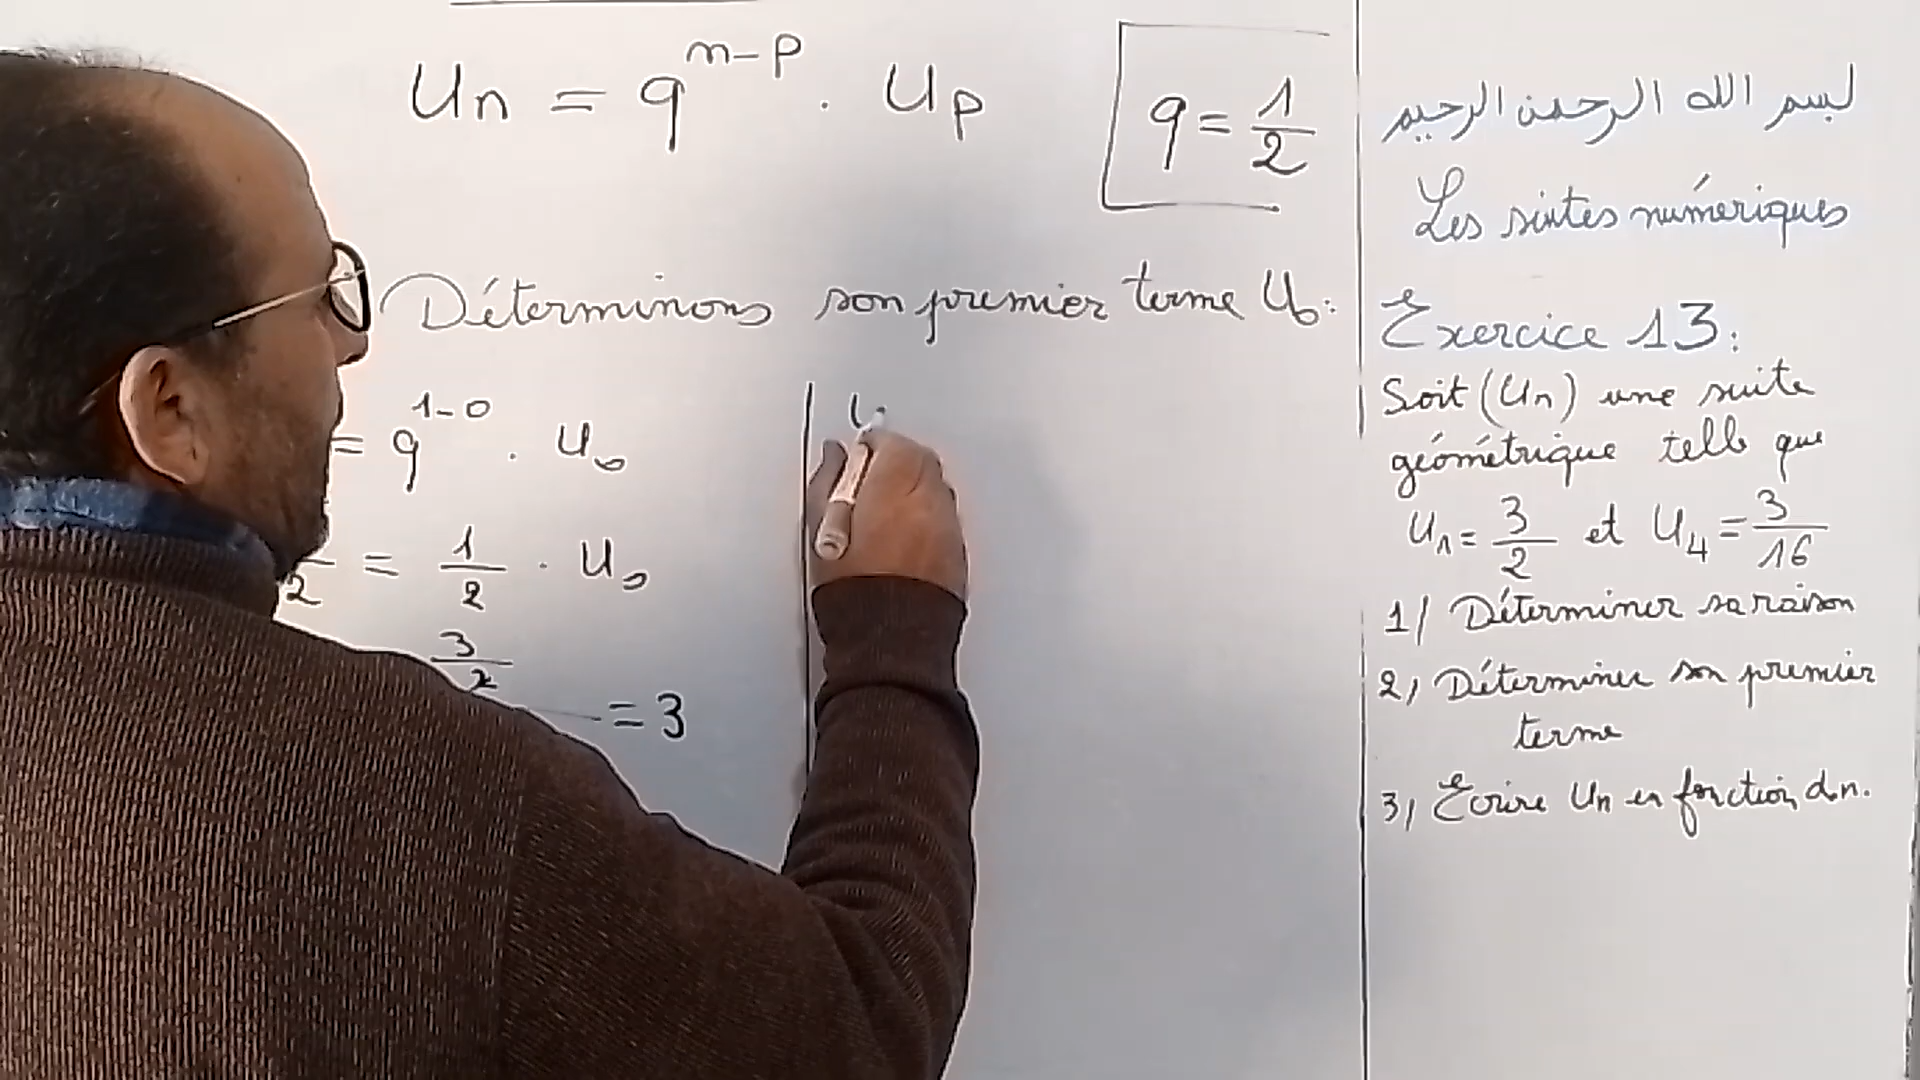 Un = q^{n-p} . Up
q = 1/2
Déterminons son premier terme U0:
= q^{1-0} . U0
2 = 1/2 . U0
3/2
= 3
U
بسم الله الرحمن الرحيم
Les suites numériques
Exercice 13:
Soit (Un) une suite
géométrique telle que
U1 = 3/2 et U4 = 3/16
1/ Déterminer sa raison
2, Déterminer son premier
terme
3, Ecrire Un en fonction d n.